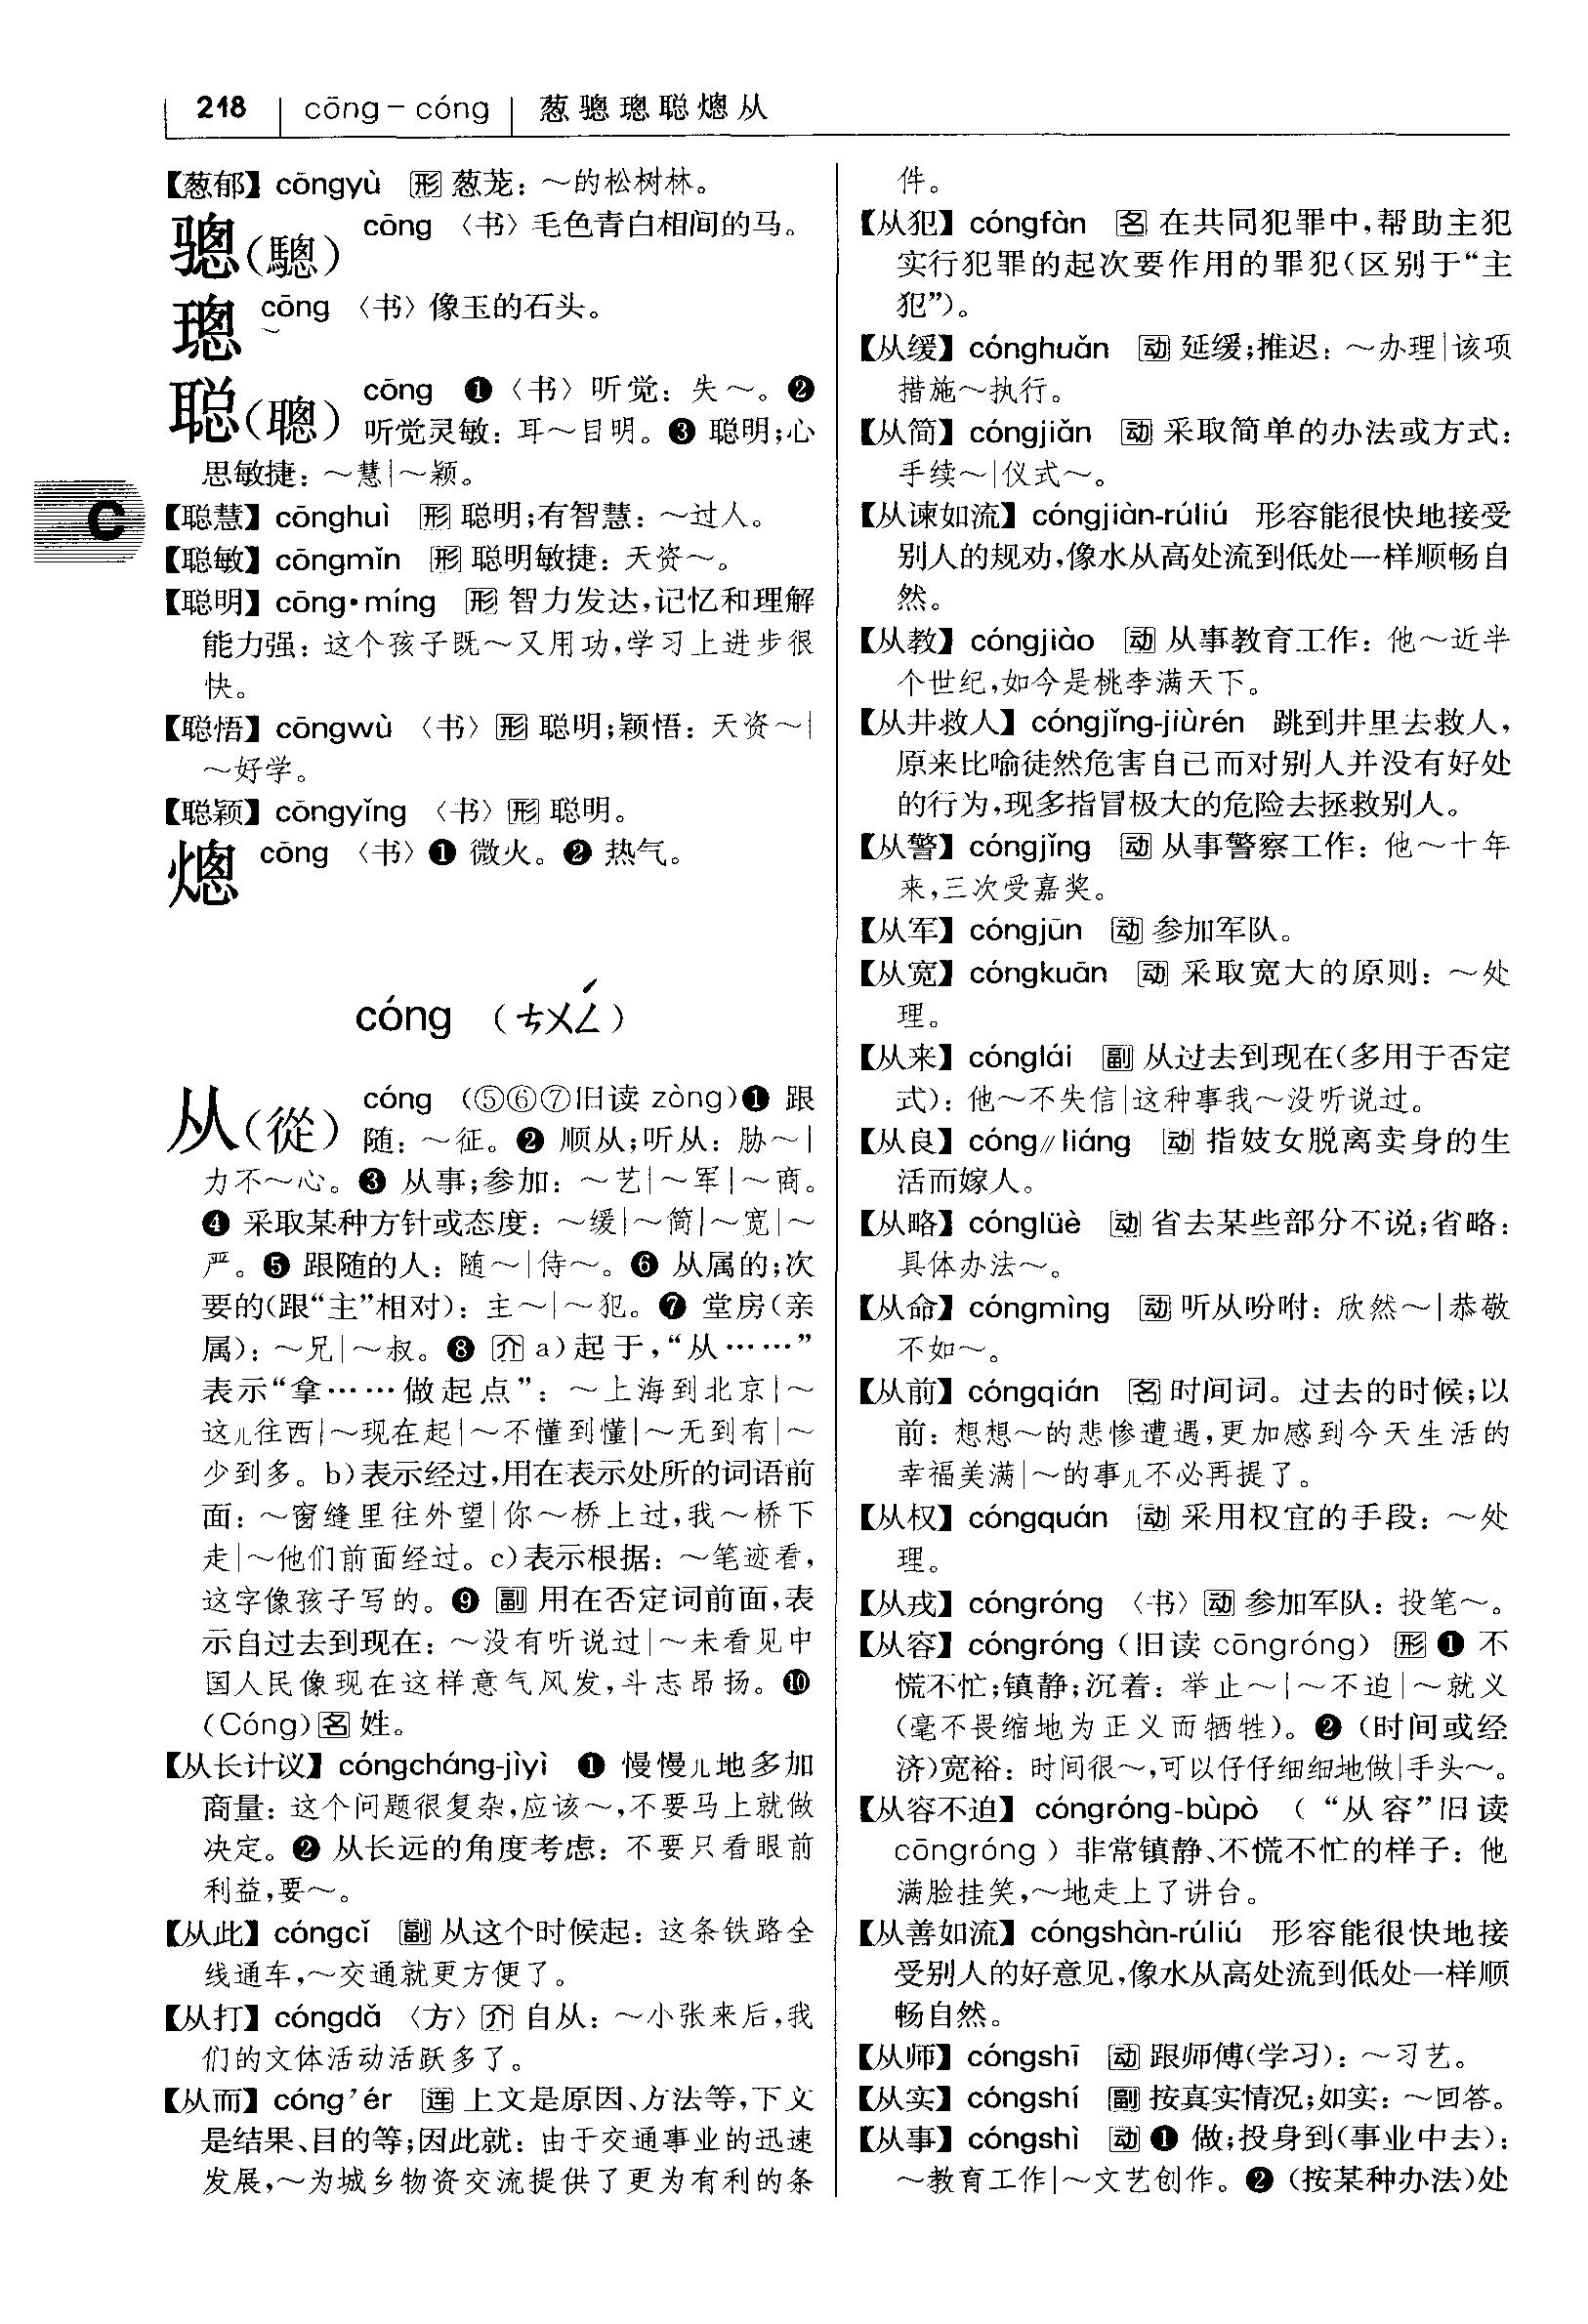 218 cōng-cóng 葱骢璁聪熜从
【葱郁】cōngyù [形]葱茏：～的松树林。
骢(驄) cōng 〈书〉毛色青白相间的马。
璁 cōng 〈书〉像玉的石头。
聪(聰) cōng ❶〈书〉听觉：失～。❷
听觉灵敏：耳～目明。❸ 聪明;心
思敏捷：～慧|～颖。
C
【聪慧】cōnghuì [形]聪明;有智慧：～过人。
【聪敏】cōngmǐn [形]聪明敏捷：天资～。
【聪明】cōng·míng [形]智力发达,记忆和理解
能力强：这个孩子既～又用功,学习上进步很
快。
【聪悟】cōngwù 〈书〉[形]聪明;颖悟：天资～|
～好学。
【聪颖】cōngyǐng 〈书〉[形]聪明。
熜 cōng 〈书〉❶ 微火。❷ 热气。
cóng （ㄘㄨㄥˊ）
从(從) cóng (⑤⑥⑦旧读 zòng)❶ 跟
随：～征。❷ 顺从;听从：胁～|
力不～心。❸ 从事;参加：～艺|～军|～商。
❹ 采取某种方针或态度：～缓|～简|～宽|～
严。❺ 跟随的人：随～|侍～。❻ 从属的;次
要的(跟“主”相对)：主～|～犯。❼ 堂房(亲
属)：～兄|～叔。❽ [介] a)起于,“从……”
表示“拿……做起点”：～上海到北京|～
这儿往西|～现在起|～不懂到懂|～无到有|～
少到多。b)表示经过,用在表示处所的词语前
面：～窗缝里往外望|你～桥上过,我～桥下
走|～他们前面经过。c)表示根据：～笔迹看,
这字像孩子写的。❾ [副] 用在否定词前面,表
示自过去到现在：～没有听说过|～未看见中
国人民像现在这样意气风发,斗志昂扬。❿
(Cóng)[名]姓。
【从长计议】cóngcháng-jìyì ❶ 慢慢儿地多加
商量：这个问题很复杂,应该～,不要马上就做
决定。❷ 从长远的角度考虑：不要只看眼前
利益,要～。
【从此】cóngcǐ [副]从这个时候起：这条铁路全
线通车,～交通就更方便了。
【从打】cóngdǎ 〈方〉[介]自从：～小张来后,我
们的文体活动活跃多了。
【从而】cóng’ér [连]上文是原因、方法等,下文
是结果、目的等;因此就：由于交通事业的迅速
发展,～为城乡物资交流提供了更为有利的条
件。
【从犯】cóngfàn [名]在共同犯罪中,帮助主犯
实行犯罪的起次要作用的罪犯(区别于“主
犯”)。
【从缓】cónghuǎn [动]延缓;推迟：～办理|该项
措施～执行。
【从简】cóngjiǎn [动]采取简单的办法或方式：
手续～|仪式～。
【从谏如流】cóngjiàn-rúliú 形容能很快地接受
别人的规劝,像水从高处流到低处一样顺畅自
然。
【从教】cóngjiào [动]从事教育工作：他～近半
个世纪,如今是桃李满天下。
【从井救人】cóngjǐng-jiùrén 跳到井里去救人,
原来比喻徒然危害自己而对别人并没有好处
的行为,现多指冒极大的危险去拯救别人。
【从警】cóngjǐng [动]从事警察工作：他～十年
来,三次受嘉奖。
【从军】cóngjūn [动]参加军队。
【从宽】cóngkuān [动]采取宽大的原则：～处
理。
【从来】cónglái [副]从过去到现在(多用于否定
式)：他～不失信|这种事我～没听说过。
【从良】cóng∥liáng [动]指妓女脱离卖身的生
活而嫁人。
【从略】cónglüè [动]省去某些部分不说;省略：
具体办法～。
【从命】cóngmìng [动]听从吩咐：欣然～|恭敬
不如～。
【从前】cóngqián [名]时间词。过去的时候;以
前：想想～的悲惨遭遇,更加感到今天生活的
幸福美满|～的事儿不必再提了。
【从权】cóngquán [动]采用权宜的手段：～处
理。
【从戎】cóngróng 〈书〉[动]参加军队：投笔～。
【从容】cóngróng (旧读 cōngróng) [形]❶ 不
慌不忙;镇静;沉着：举止～|～不迫|～就义
(毫不畏缩地为正义而牺牲)。❷ (时间或经
济)宽裕：时间很～,可以仔仔细细地做|手头～。
【从容不迫】cóngróng-bùpò (“从容”旧读
cōngróng) 非常镇静、不慌不忙的样子：他
满脸挂笑,～地走上了讲台。
【从善如流】cóngshàn-rúliú 形容能很快地接
受别人的好意见,像水从高处流到低处一样顺
畅自然。
【从师】cóngshī [动]跟师傅(学习)：～习艺。
【从实】cóngshí [副]按真实情况;如实：～回答。
【从事】cóngshì [动]❶ 做;投身到(事业中去)：
～教育工作|～文艺创作。❷ (按某种办法)处